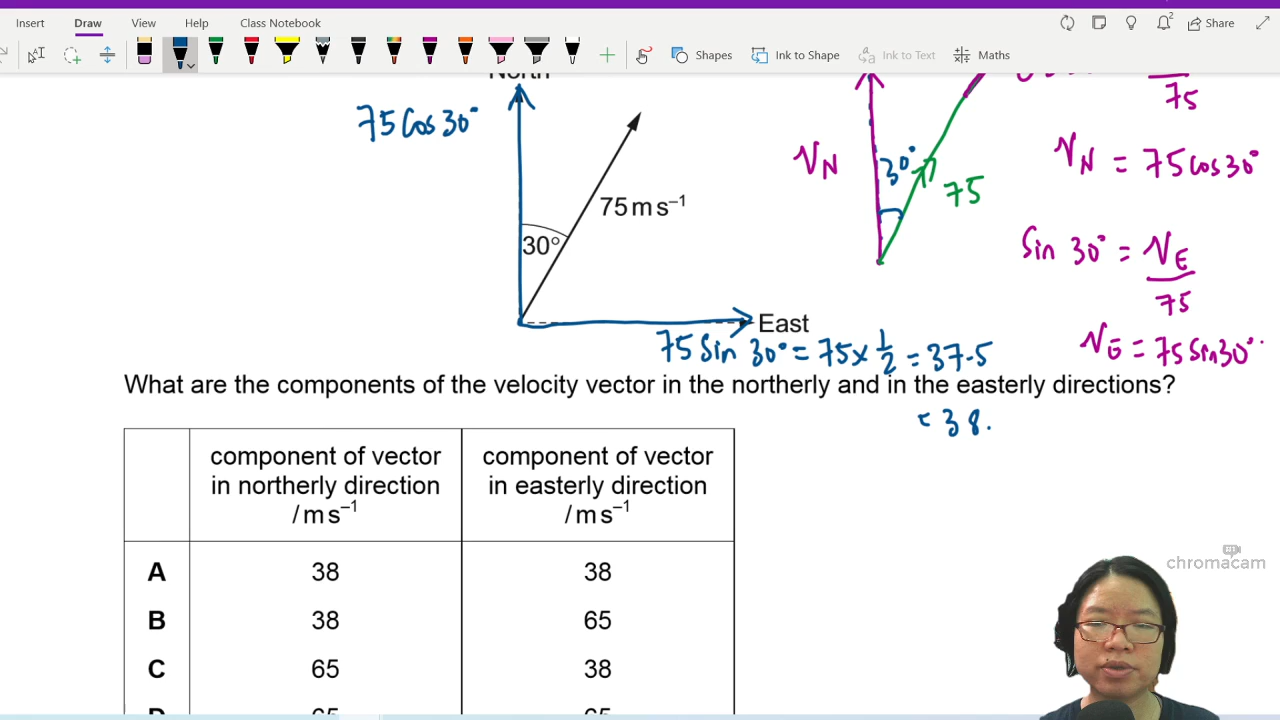 Insert Draw View Help Class Notebook Share
Shapes Ink to Shape Ink to Text Maths
North
75 Cos 30°
75 m s⁻¹
30°
East
75 Sin 30° = 75 × 1/2 = 37.5
= 38.
V_N
30°
75
75
V_N = 75 cos 30°
Sin 30° = V_E / 75
V_E = 75 Sin 30°
What are the components of the velocity vector in the northerly and in the easterly directions?
component of vector in northerly direction / m s⁻¹
component of vector in easterly direction / m s⁻¹
A 38 38
B 38 65
C 65 38
D 65 65
chromacam